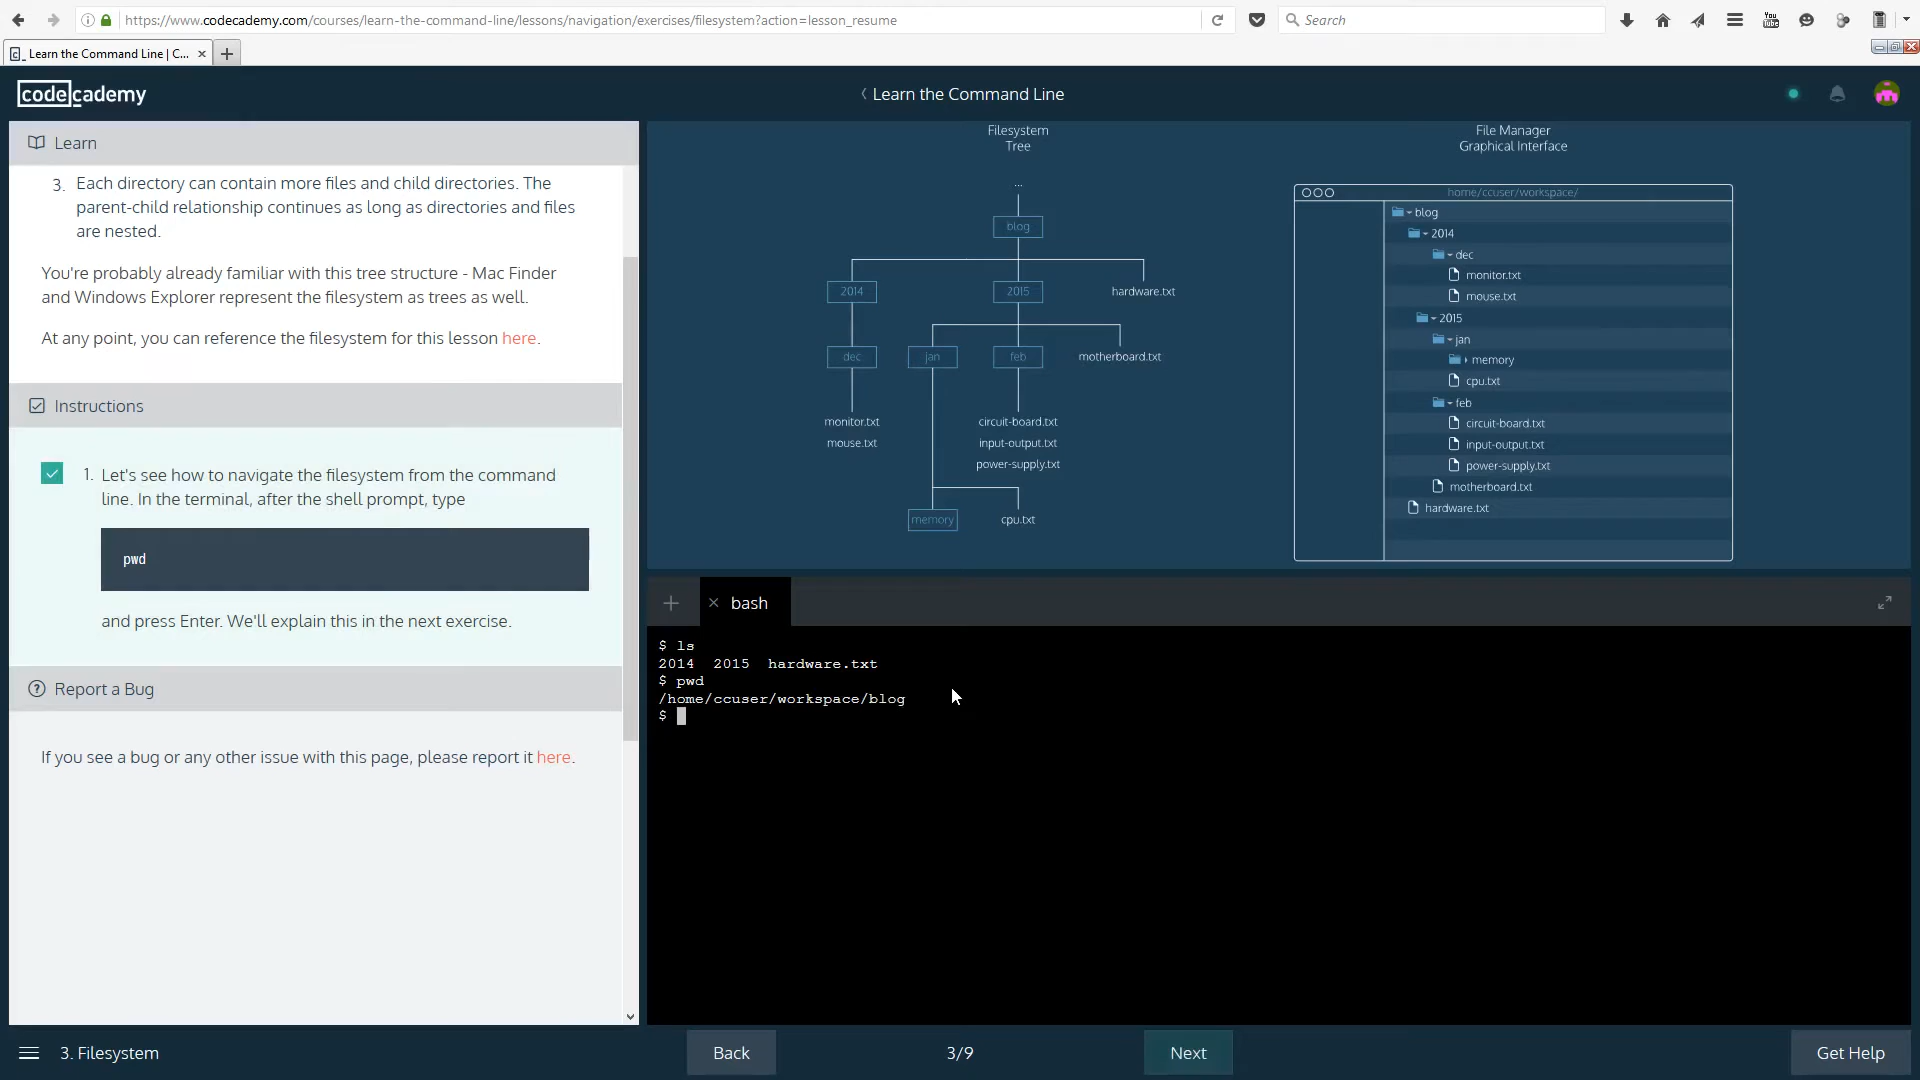 https://www.codecademy.com/courses/learn-the-command-line/lessons/navigation/exercises/filesystem?action=lesson_resume
Search
You
Learn the Command Line | C...
codecademy
Learn the Command Line
Learn
3. Each directory can contain more files and child directories. The
parent-child relationship continues as long as directories and files
are nested.
You're probably already familiar with this tree structure - Mac Finder
and Windows Explorer represent the filesystem as trees as well.
At any point, you can reference the filesystem for this lesson here.
Instructions
1. Let's see how to navigate the filesystem from the command
line. In the terminal, after the shell prompt, type
pwd
and press Enter. We'll explain this in the next exercise.
Report a Bug
If you see a bug or any other issue with this page, please report it here.
Filesystem
Tree
...
blog
2014 2015 hardware.txt
dec jan feb motherboard.txt
monitor.txt circuit-board.txt
mouse.txt input-output.txt
power-supply.txt
memory cpu.txt
File Manager
Graphical Interface
home/ccuser/workspace/
blog
2014
dec
monitor.txt
mouse.txt
2015
jan
memory
cpu.txt
feb
circuit-board.txt
input-output.txt
power-supply.txt
motherboard.txt
hardware.txt
bash
$ ls
2014 2015 hardware.txt
$ pwd
/home/ccuser/workspace/blog
$
3. Filesystem
Back
3/9
Next
Get Help